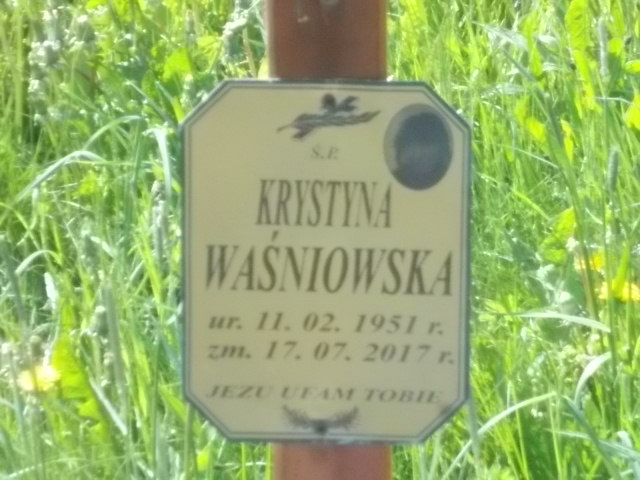 Ś.P.
KRYSTYNA
WAŚNIOWSKA
ur. 11. 02. 1951 r.
zm. 17. 07. 2017 r.
JEZU UFAM TOBIE